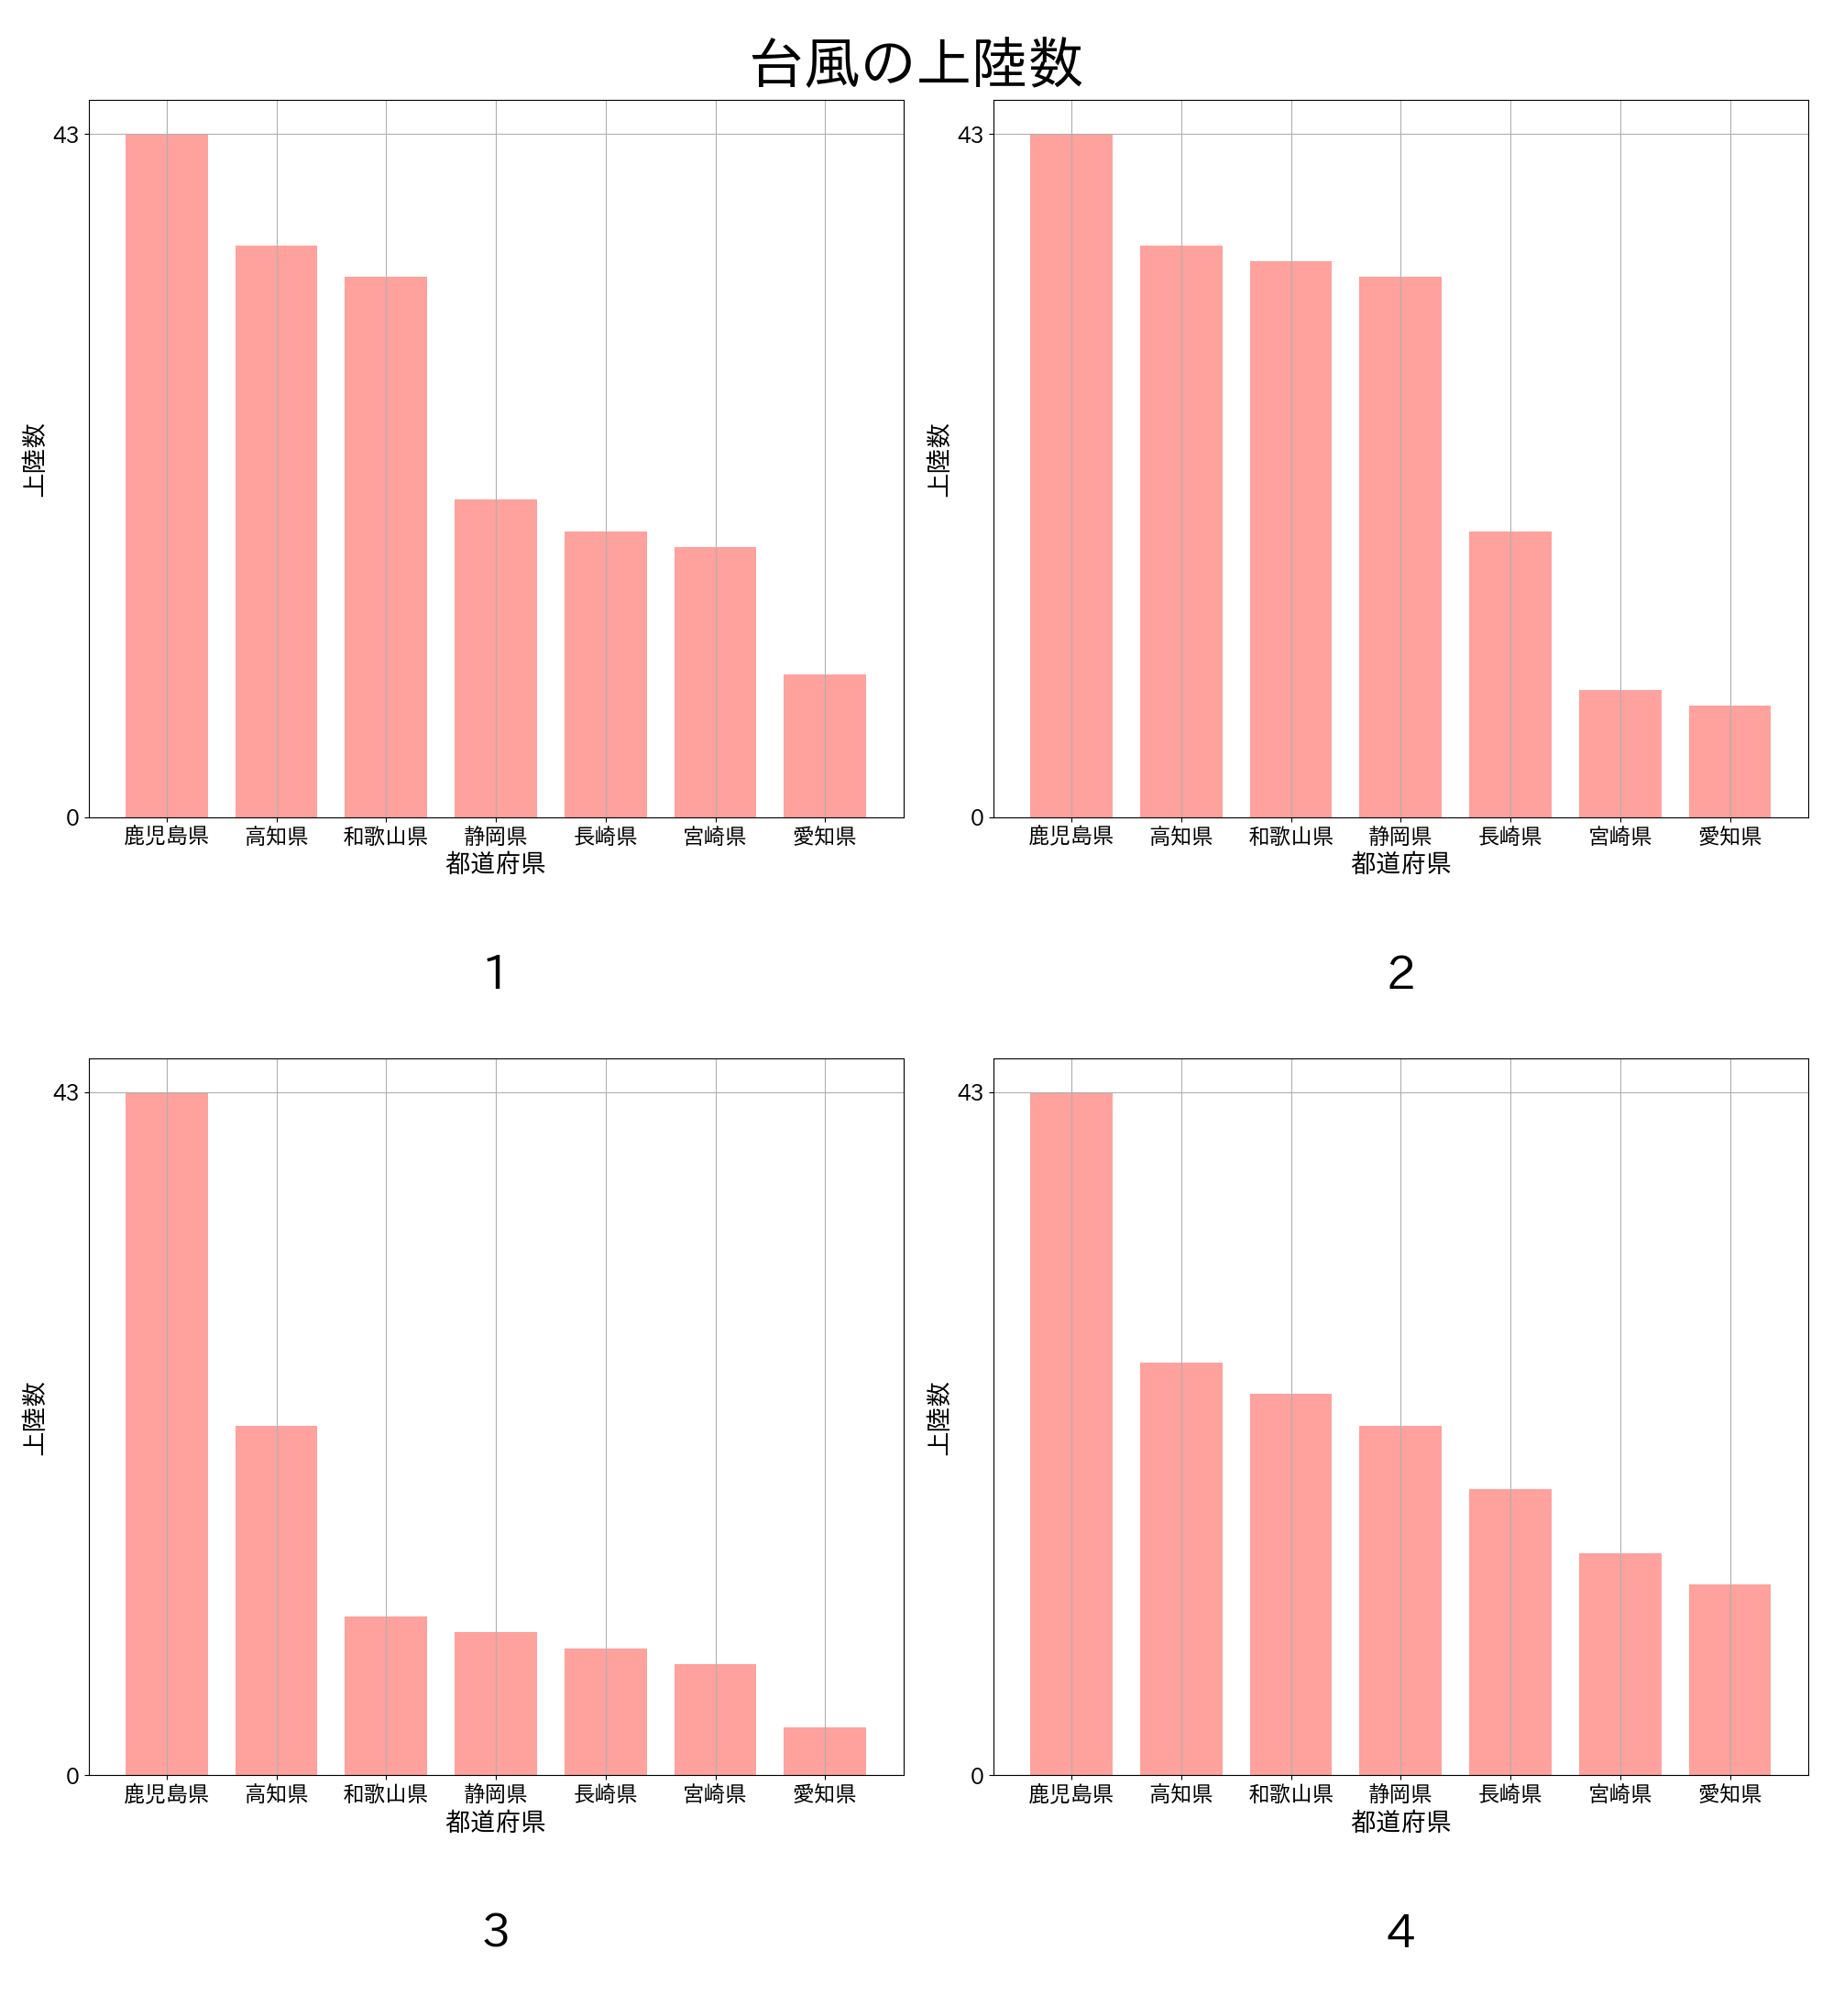 台風の上陸数
43
0
上陸数
鹿児島県 高知県 和歌山県 静岡県 長崎県 宮崎県 愛知県
都道府県
1
43
0
上陸数
鹿児島県 高知県 和歌山県 静岡県 長崎県 宮崎県 愛知県
都道府県
2
43
0
上陸数
鹿児島県 高知県 和歌山県 静岡県 長崎県 宮崎県 愛知県
都道府県
3
43
0
上陸数
鹿児島県 高知県 和歌山県 静岡県 長崎県 宮崎県 愛知県
都道府県
4